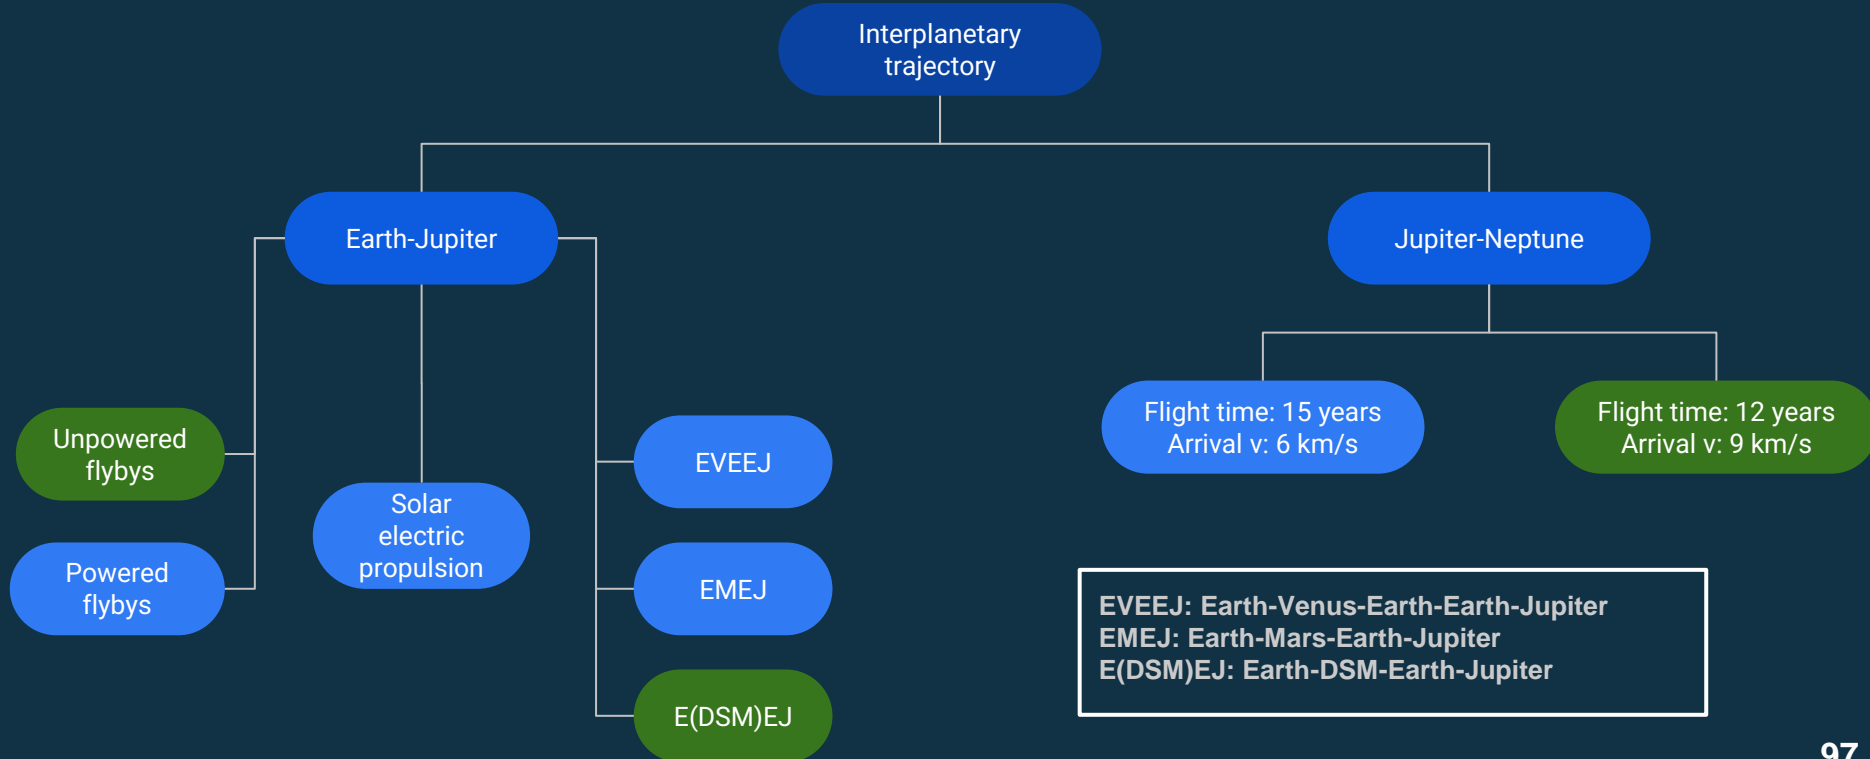 Interplanetary
trajectory
Earth-Jupiter
Jupiter-Neptune
Unpowered
flybys
Powered
flybys
Solar
electric
propulsion
EVEEJ
EMEJ
E(DSM)EJ
Flight time: 15 years
Arrival v: 6 km/s
Flight time: 12 years
Arrival v: 9 km/s
EVEEJ: Earth-Venus-Earth-Earth-Jupiter
EMEJ: Earth-Mars-Earth-Jupiter
E(DSM)EJ: Earth-DSM-Earth-Jupiter
97